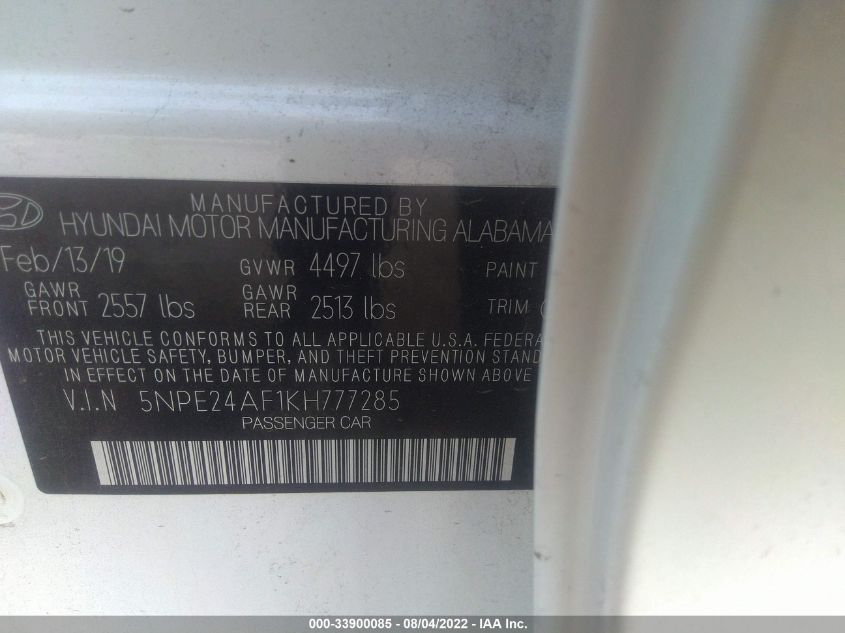 MANUFACTURED BY
HYUNDAI MOTOR MANUFACTURING ALABAMA
Feb/13/19 GVWR 4497 lbs PAINT
GAWR FRONT 2557 lbs GAWR REAR 2513 lbs TRIM
THIS VEHICLE CONFORMS TO ALL APPLICABLE U.S.A. FEDERA
MOTOR VEHICLE SAFETY, BUMPER, AND THEFT PREVENTION STAND
IN EFFECT ON THE DATE OF MANUFACTURE SHOWN ABOVE
V.I.N 5NPE24AF1KH777285
PASSENGER CAR
000-33900085 - 08/04/2022 - IAA Inc.